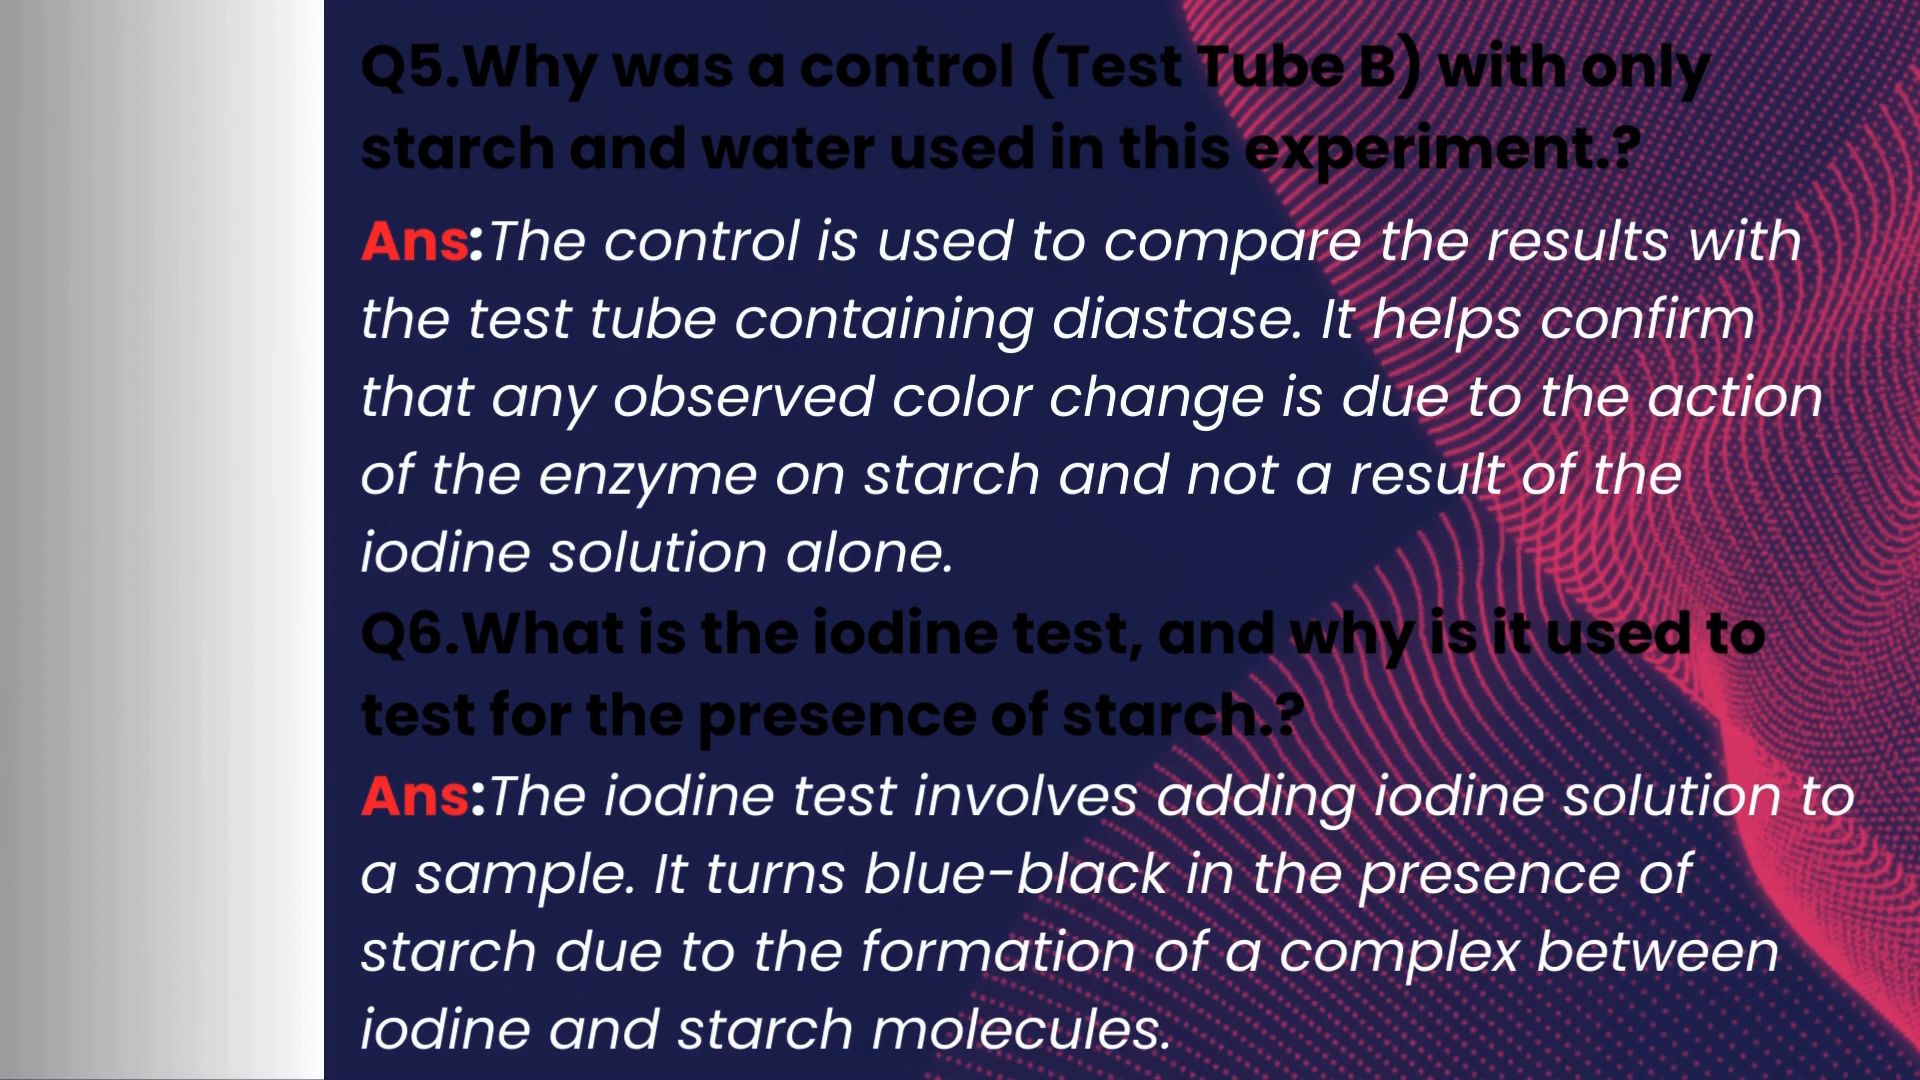 Q5.Why was a control (Test Tube B) with only
starch and water used in this experiment.?
Ans:The control is used to compare the results with
the test tube containing diastase. It helps confirm
that any observed color change is due to the action
of the enzyme on starch and not a result of the
iodine solution alone.
Q6.What is the iodine test, and why is it used to
test for the presence of starch.?
Ans:The iodine test involves adding iodine solution to
a sample. It turns blue-black in the presence of
starch due to the formation of a complex between
iodine and starch molecules.